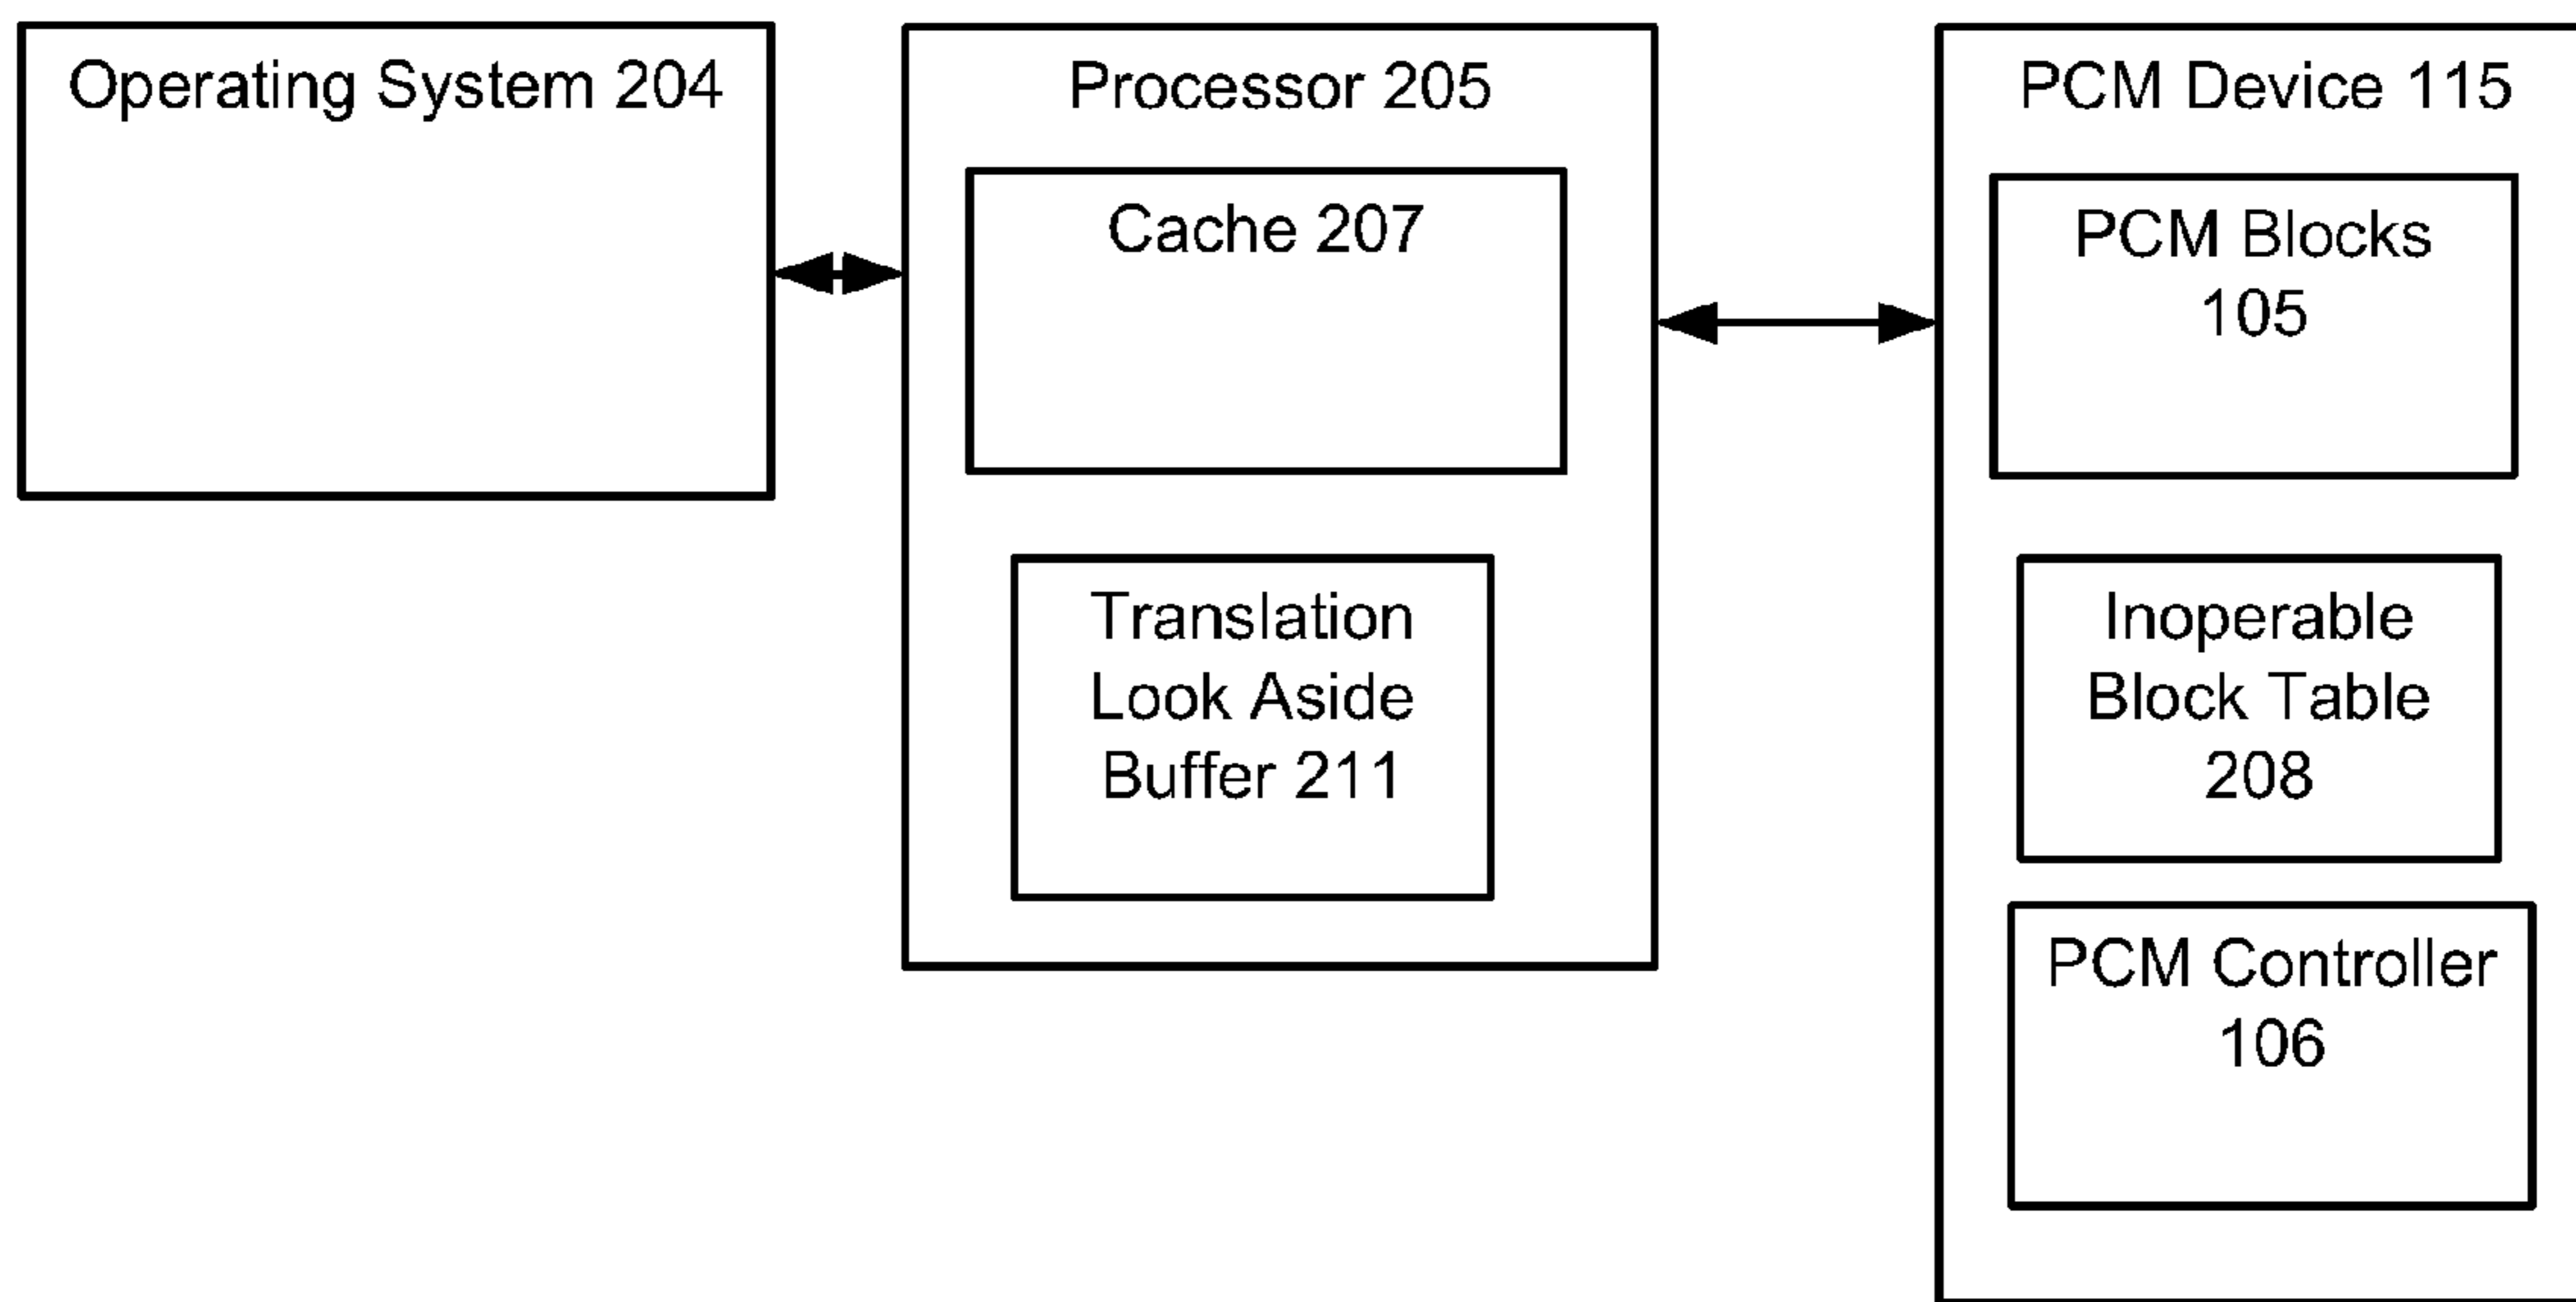 Operating System 204
Processor 205
Cache 207
Translation
Look Aside
Buffer 211
PCM Device 115
PCM Blocks
105
Inoperable
Block Table
208
PCM Controller
106